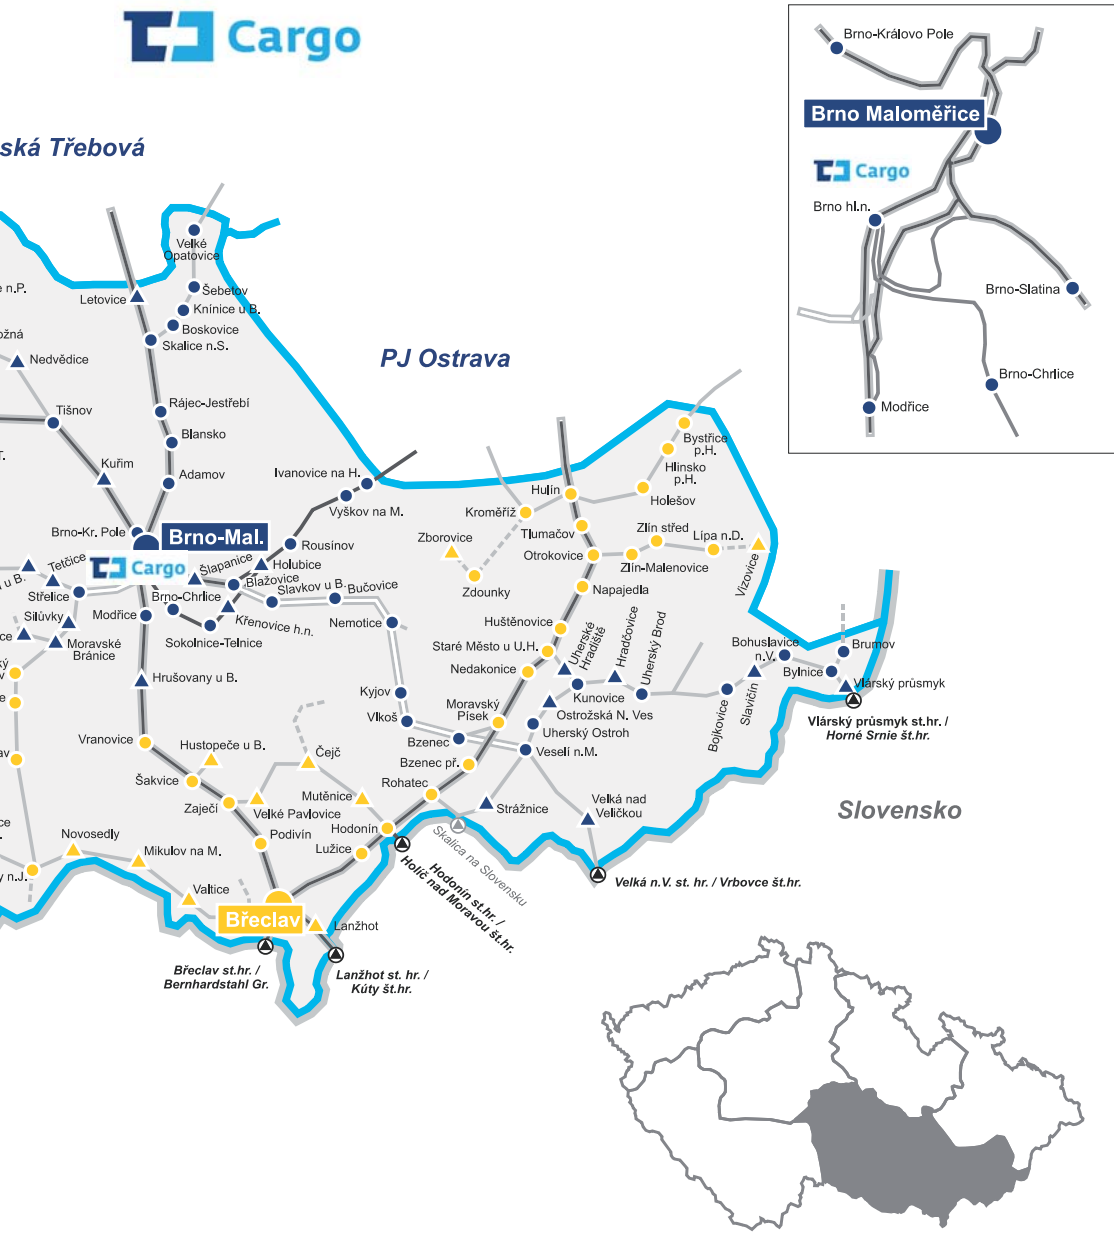 Cargo
ská Třebová
PJ Ostrava
Slovensko
Brno-Královo Pole
Brno Maloměřice
Cargo
Brno hl.n.
Brno-Slatina
Brno-Chrlice
Modřice
Velké
Opatovice
Šebetov
Letovice
Knínice u B.
Boskovice
Skalice n.S.
e n.P.
ožná
Nedvědice
Tišnov
Rájec-Jestřebí
Blansko
Kuřim
Adamov
Ivanovice na H.
Vyškov na M.
Brno-Kr. Pole
Brno-Mal.
Cargo
Rousínov
Holubice
Šlapanice
Blažovice
Slavkov u B.
Bučovice
Tetčice
u B.
Střelice
Brno-Chrlice
Silůvky
Modřice
Křenovice h.n.
Nemotice
ice
Moravské
Bránice
Sokolnice-Telnice
Hrušovany u B.
Kyjov
Vlkoš
Bzenec
Bzenec př.
Vranovice
Hustopeče u B.
Čejč
Šakvice
Zaječí
Velké Pavlovice
Mutěnice
Rohatec
Hodonín
Podivín
Lužice
Novosedly
Mikulov na M.
y n.J.
Valtice
Břeclav
Lanžhot
Břeclav st.hr. /
Bernhardstahl Gr.
Lanžhot st. hr. /
Kúty št.hr.
Hodonín st.hr. /
Holíč nad Moravou št.hr.
Skalica na Slovensku
Strážnice
Velká nad
Veličkou
Velká n.V. st. hr. / Vrbovce št.hr.
Bystřice
p.H.
Hlinsko
p.H.
Holešov
Hulín
Kroměříž
Tlumačov
Zborovice
Zdounky
Otrokovice
Zlín střed
Lípa n.D.
Zlín-Malenovice
Vizovice
Napajedla
Huštěnovice
Staré Město u U.H.
Nedakonice
Uherské
Hradiště
Hradčovice
Uherský Brod
Kunovice
Moravský
Písek
Ostrožská N. Ves
Uherský Ostroh
Veselí n.M.
Bojkovice
Slavičín
Bohuslavice
n.V.
Bylnice
Brumov
Vlárský průsmyk
Vlárský průsmyk st.hr. /
Horné Srnie št.hr.